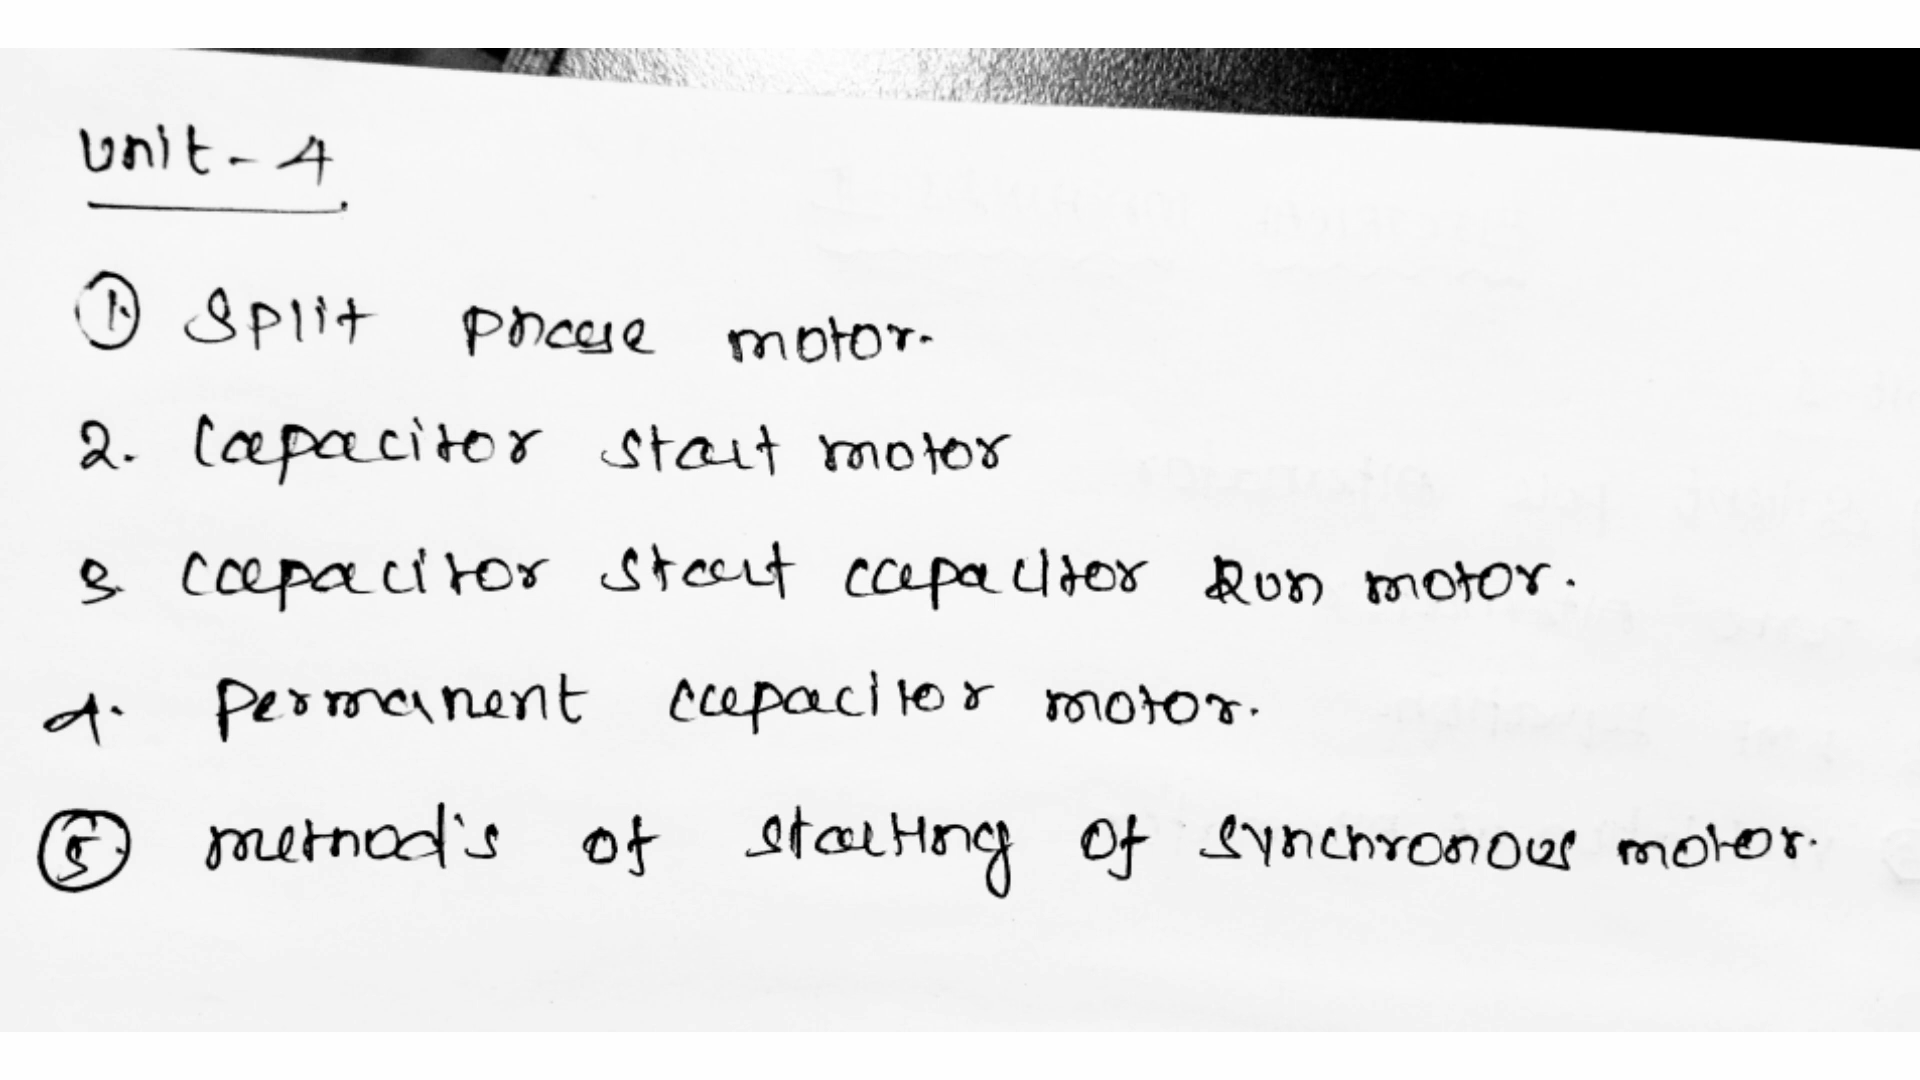 Unit - 4
① Split phase motor.
2. Capacitor start motor
3 Capacitor start capacitor Run motor.
4. Permanent capacitor motor.
⑤ method's of starting of synchronous motor.